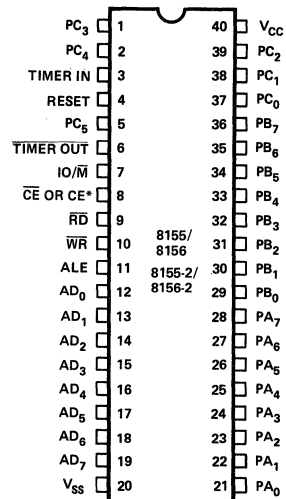 PC3 1 40 VCC
PC4 2 39 PC2
TIMER IN 3 38 PC1
RESET 4 37 PC0
PC5 5 36 PB7
TIMER OUT 6 35 PB6
IO/M 7 34 PB5
CE OR CE* 8 33 PB4
RD 9 32 PB3
WR 10 8155/ 31 PB2
8156
ALE 11 8155-2/ 30 PB1
AD0 12 8156-2 29 PB0
AD1 13 28 PA7
AD2 14 27 PA6
AD3 15 26 PA5
AD4 16 25 PA4
AD5 17 24 PA3
AD6 18 23 PA2
AD7 19 22 PA1
VSS 20 21 PA0